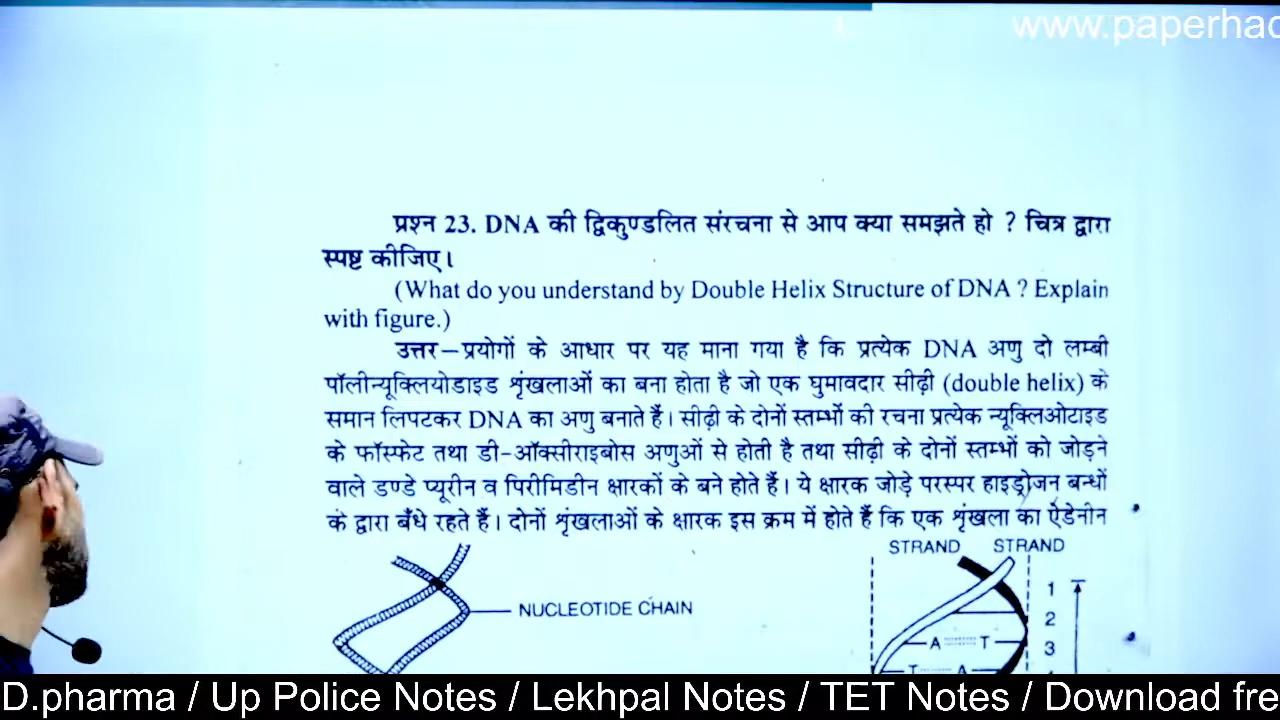 www.paperhac
प्रश्न 23. DNA की द्विकुण्डलित संरचना से आप क्या समझते हो ? चित्र द्वारा
स्पष्ट कीजिए।
(What do you understand by Double Helix Structure of DNA ? Explain
with figure.)
उत्तर–प्रयोगों के आधार पर यह माना गया है कि प्रत्येक DNA अणु दो लम्बी
पॉलीन्यूक्लियोडाइड शृंखलाओं का बना होता है जो एक घुमावदार सीढ़ी (double helix) के
समान लिपटकर DNA का अणु बनाते हैं। सीढ़ी के दोनों स्तम्भों की रचना प्रत्येक न्यूक्लिओटाइड
के फॉस्फेट तथा डी-ऑक्सीराइबोस अणुओं से होती है तथा सीढ़ी के दोनों स्तम्भों को जोड़ने
वाले डण्डे प्यूरीन व पिरीमिडीन क्षारकों के बने होते हैं। ये क्षारक जोड़े परस्पर हाइड्रोजन बन्धों
के द्वारा बँधे रहते हैं। दोनों शृंखलाओं के क्षारक इस क्रम में होते हैं कि एक शृंखला का ऐडेनीन
STRAND STRAND
1
NUCLEOTIDE CHAIN
2
A T 3
T A
D.pharma / Up Police Notes / Lekhpal Notes / TET Notes / Download fre